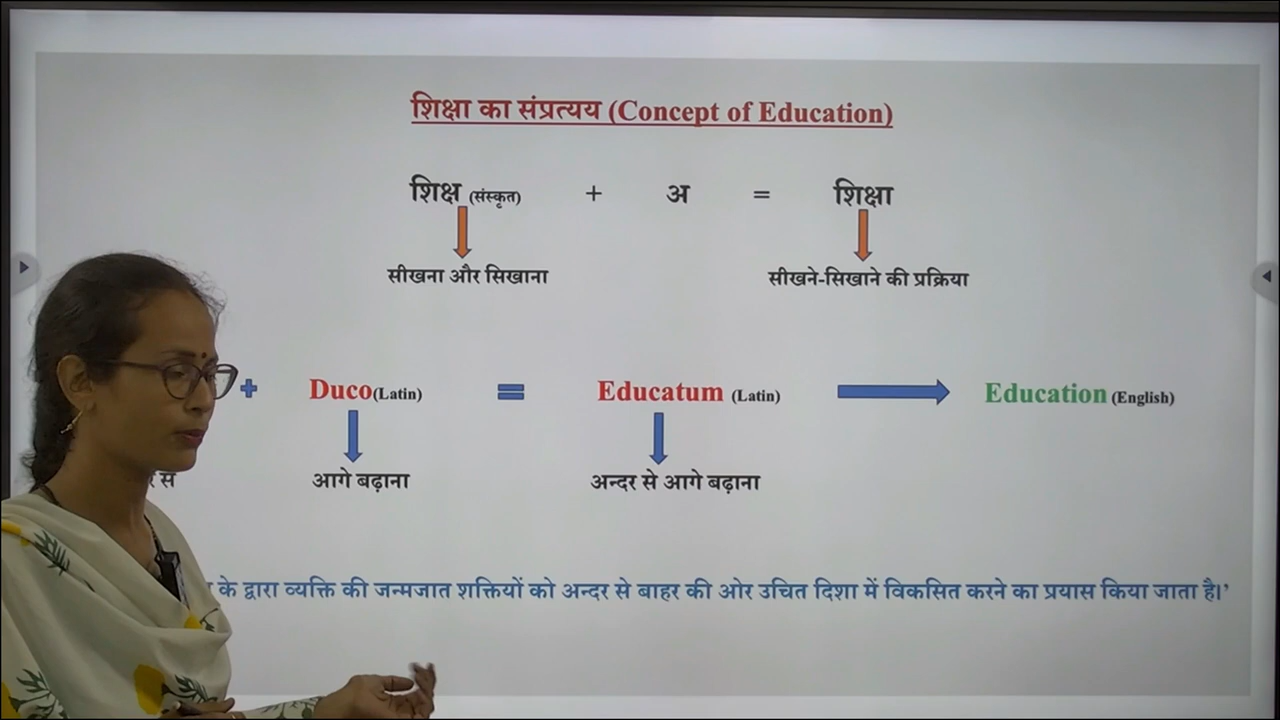 शिक्षा का संप्रत्यय (Concept of Education)
शिक्ष (संस्कृत) + अ = शिक्षा
सीखना और सिखाना सीखने-सिखाने की प्रक्रिया
+ Duco(Latin) = Educatum (Latin) Education (English)
से आगे बढ़ाना अन्दर से आगे बढ़ाना
के द्वारा व्यक्ति की जन्मजात शक्तियों को अन्दर से बाहर की ओर उचित दिशा में विकसित करने का प्रयास किया जाता है।’